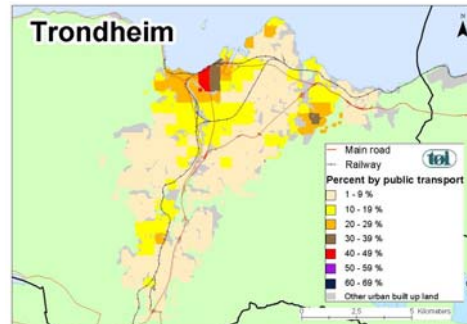 Trondheim
N
Main road
Railway
tøi
Percent by public transport
1 - 9 %
10 - 19 %
20 - 29 %
30 - 39 %
40 - 49 %
50 - 59 %
60 - 69 %
Other urban built up land
0 2,5 5 Kilometers